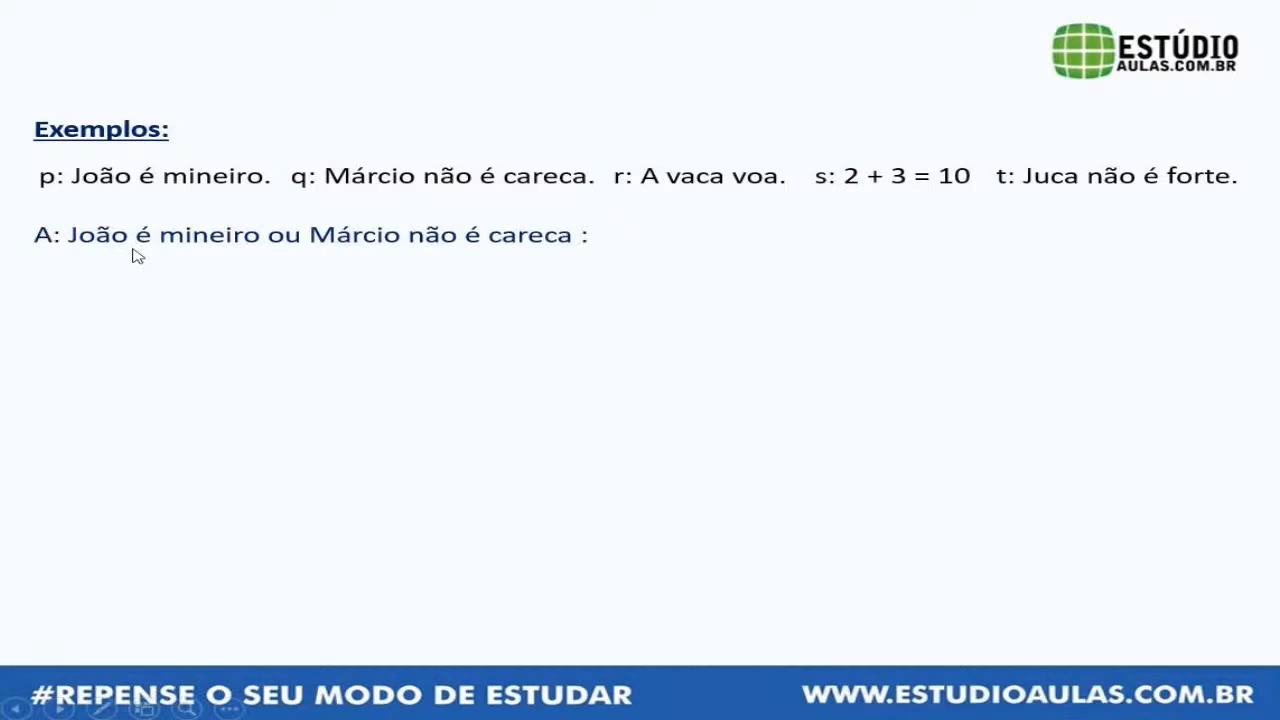 ESTÚDIO
AULAS.COM.BR
Exemplos:
p: João é mineiro. q: Márcio não é careca. r: A vaca voa. s: 2 + 3 = 10 t: Juca não é forte.
A: João é mineiro ou Márcio não é careca :
#REPENSE O SEU MODO DE ESTUDAR WWW.ESTUDIOAULAS.COM.BR